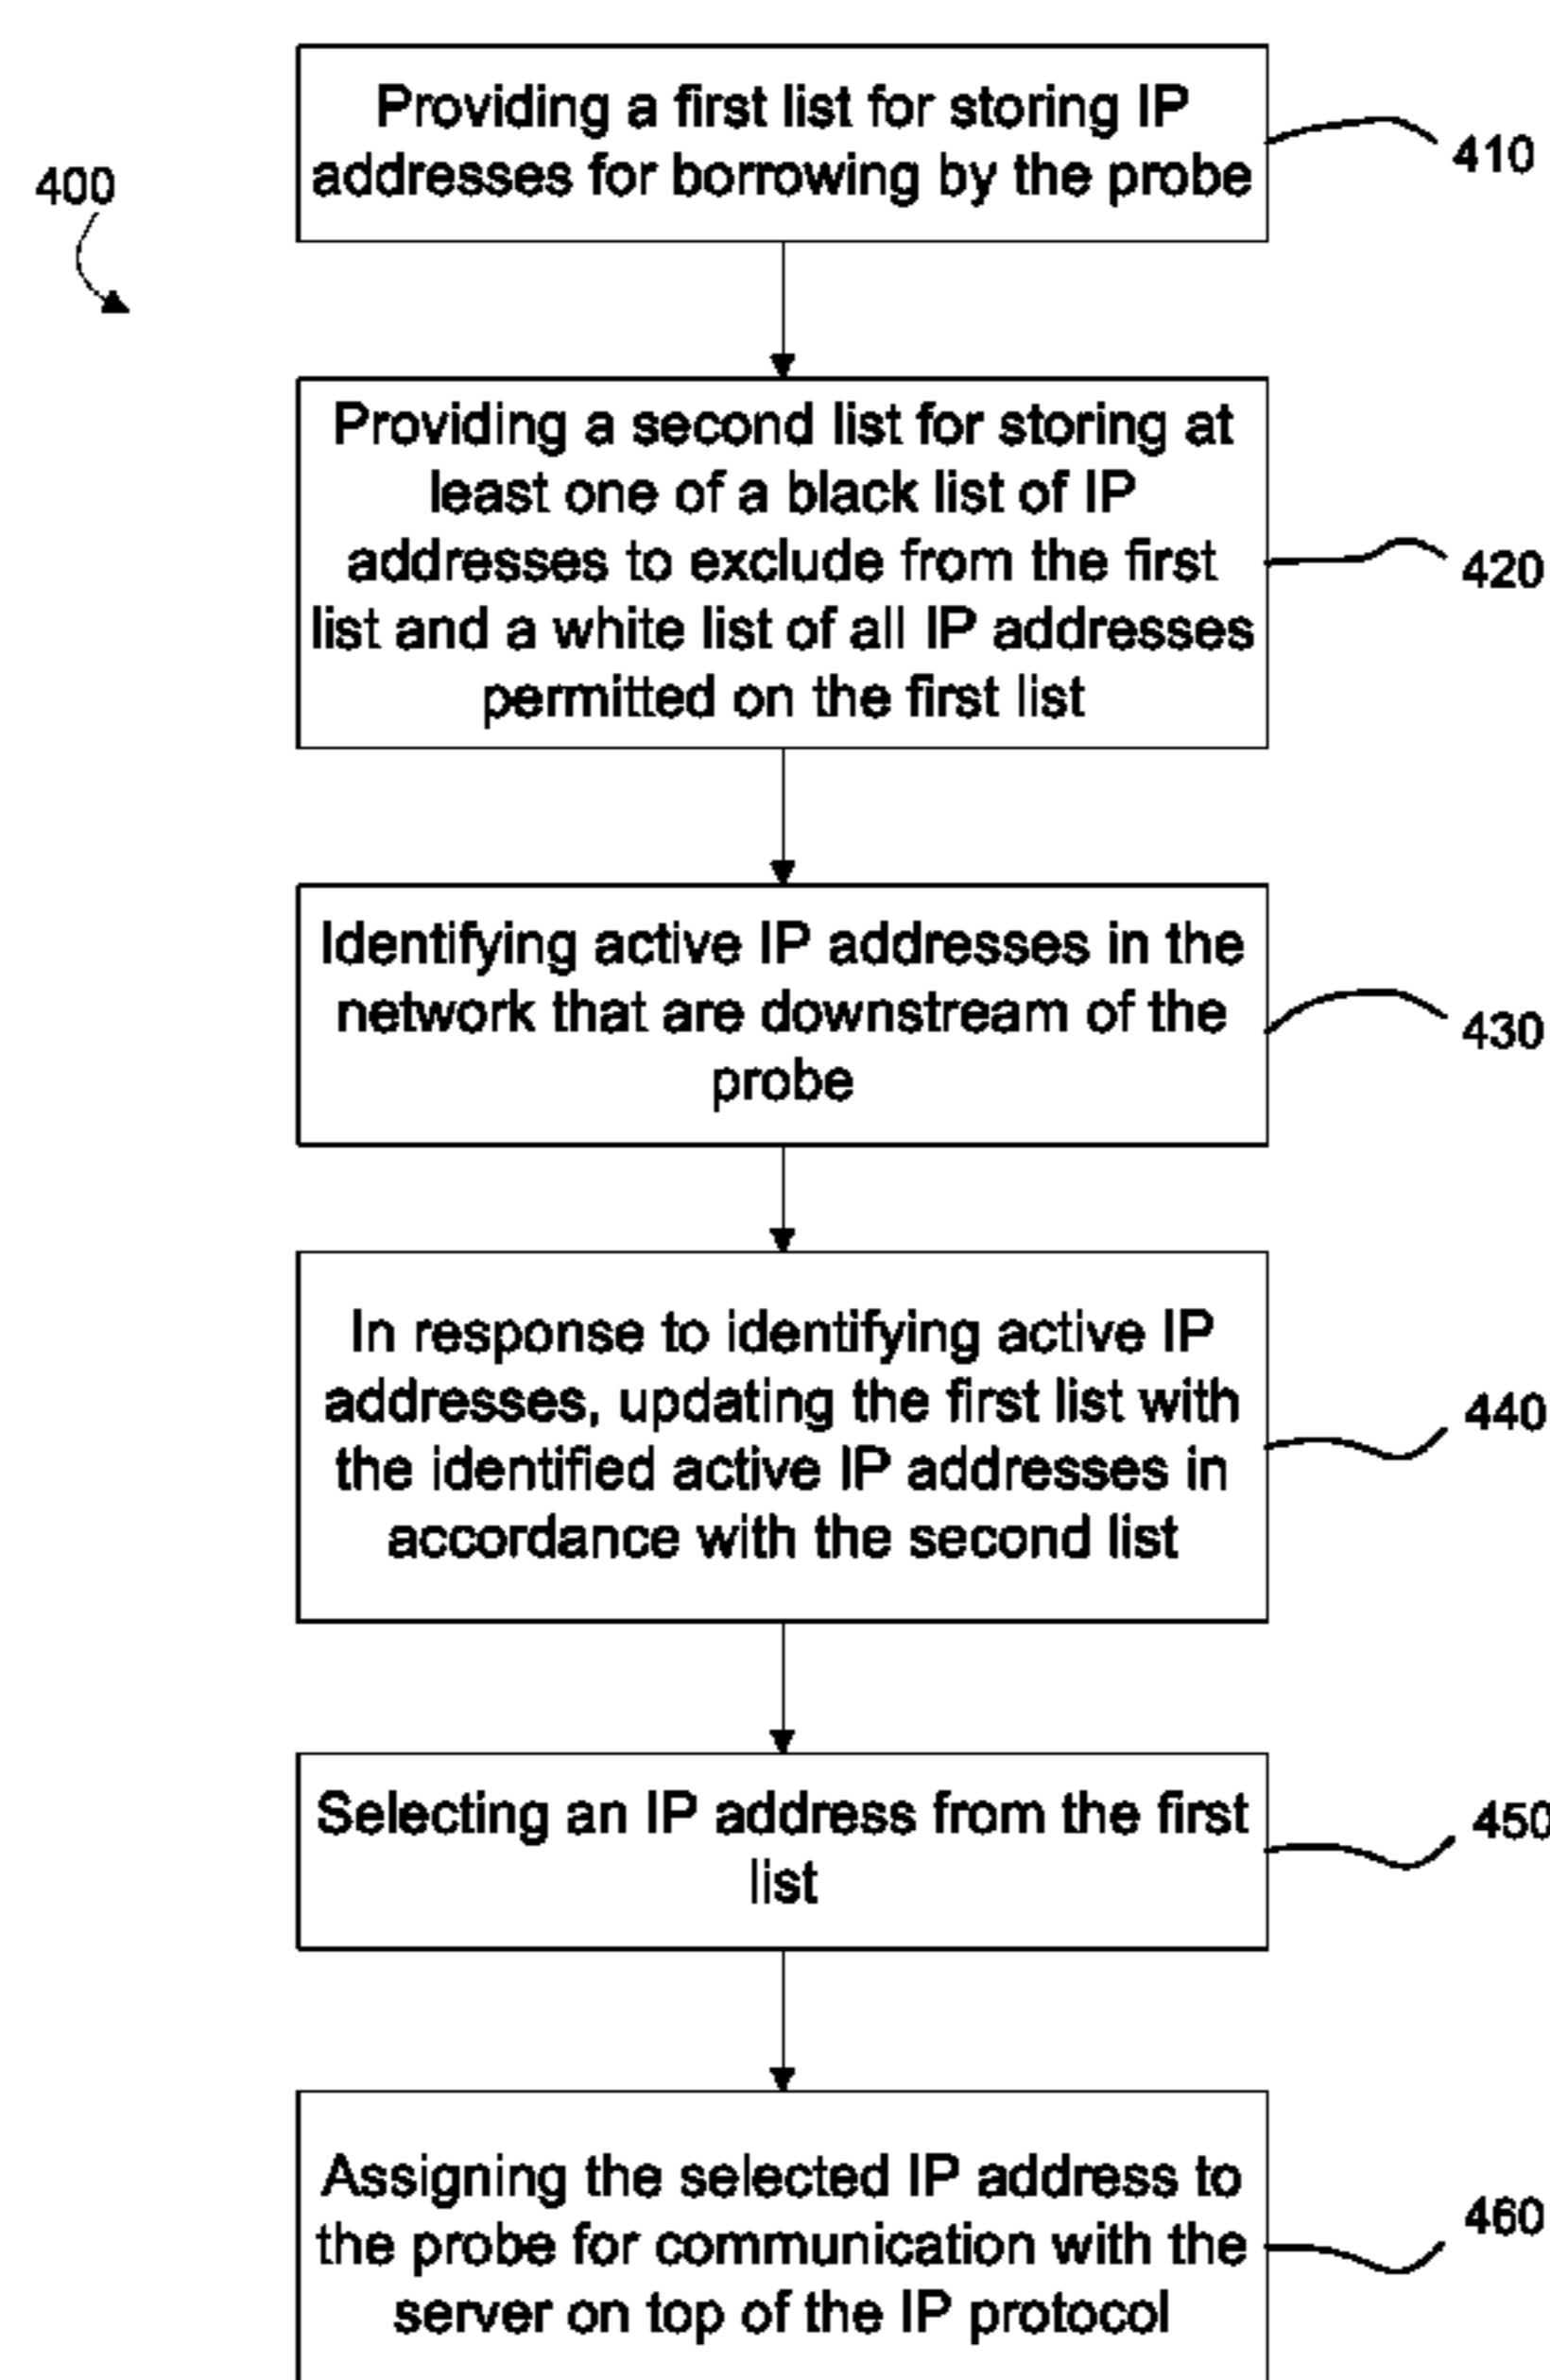 Providing a first list for storing IP
addresses for borrowing by the probe
410
400
Providing a second list for storing at
least one of a black list of IP
addresses to exclude from the first
list and a white list of all IP addresses
permitted on the first list
420
Identifying active IP addresses in the
network that are downstream of the
probe
430
In response to identifying active IP
addresses, updating the first list with
the identified active IP addresses in
accordance with the second list
440
Selecting an IP address from the first
list
450
Assigning the selected IP address to
the probe for communication with the
server on top of the IP protocol
460